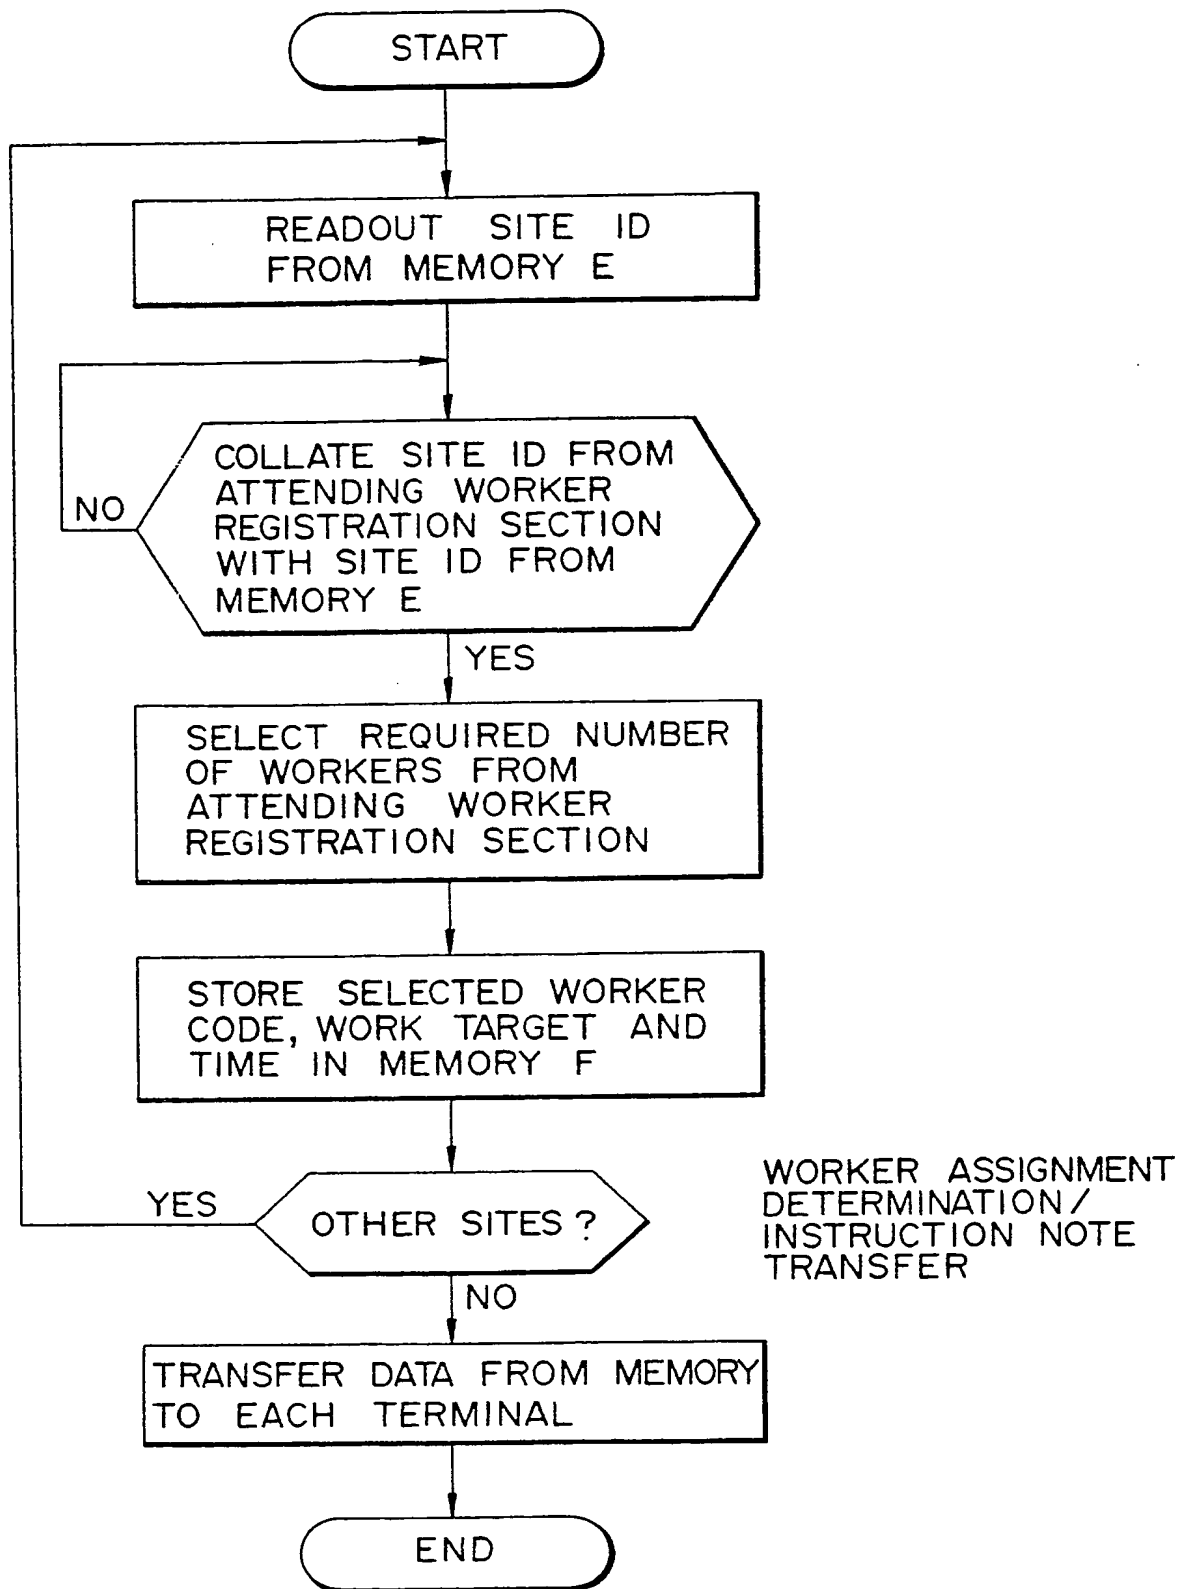 START
READOUT SITE ID
FROM MEMORY E
COLLATE SITE ID FROM
ATTENDING WORKER
REGISTRATION SECTION
WITH SITE ID FROM
MEMORY E
NO
YES
SELECT REQUIRED NUMBER
OF WORKERS FROM
ATTENDING WORKER
REGISTRATION SECTION
STORE SELECTED WORKER
CODE, WORK TARGET AND
TIME IN MEMORY F
YES
OTHER SITES?
WORKER ASSIGNMENT
DETERMINATION/
INSTRUCTION NOTE
TRANSFER
NO
TRANSFER DATA FROM MEMORY
TO EACH TERMINAL
END